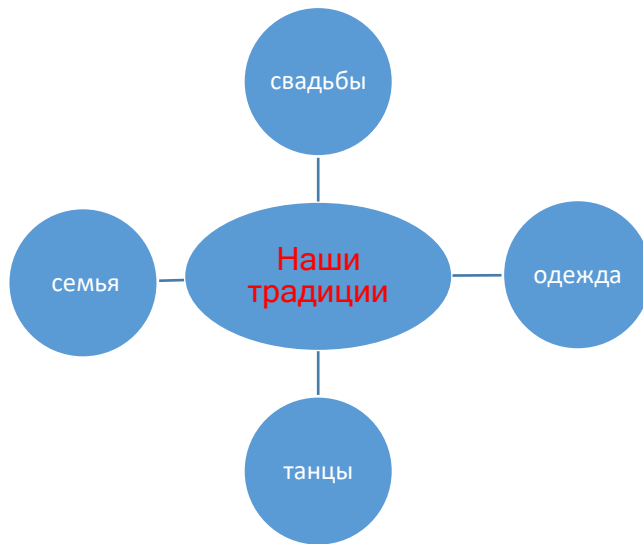 свадьбы
семья
Наши
традиции
одежда
танцы